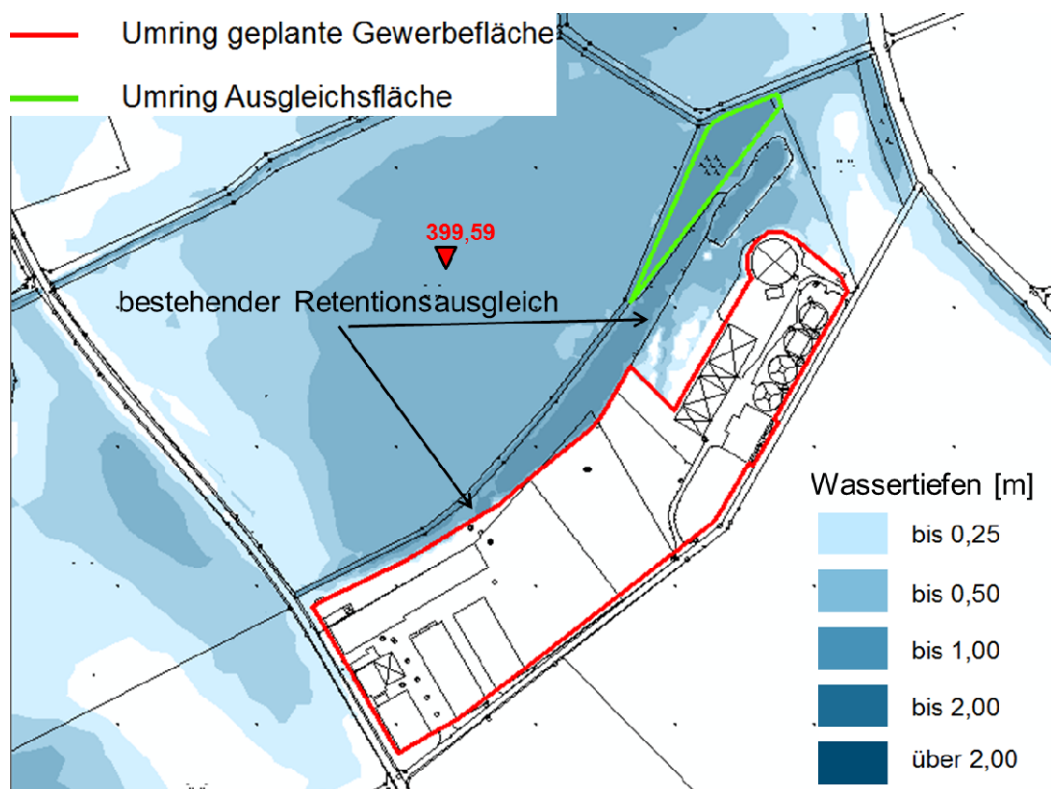 Umring geplante Gewerbefläche
Umring Ausgleichsfläche
399,59
bestehender Retentionsausgleich
Wassertiefen [m]
bis 0,25
bis 0,50
bis 1,00
bis 2,00
über 2,00